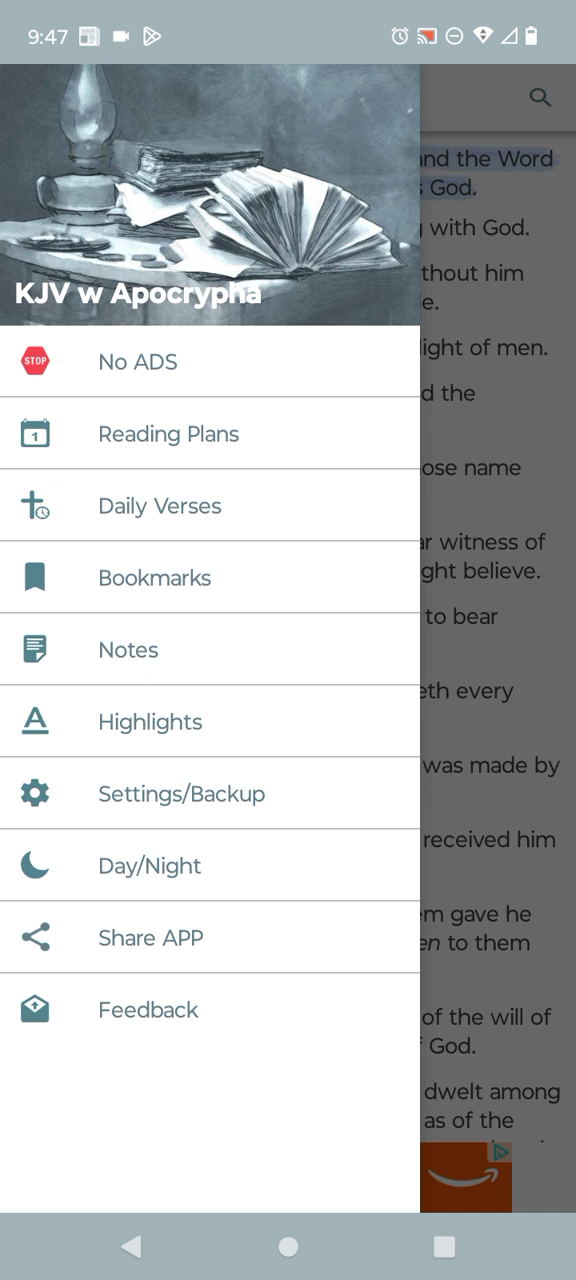 9:47
and the Word
God.
with God.
KJV w Apocrypha
thout him
e.
STOP
No ADS
light of men.
d the
1
Reading Plans
ose name
Daily Verses
ar witness of
ght believe.
Bookmarks
to bear
Notes
eth every
Highlights
was made by
Settings/Backup
received him
Day/Night
em gave he
en to them
Share APP
of the will of
God.
Feedback
dwelt among
as of the